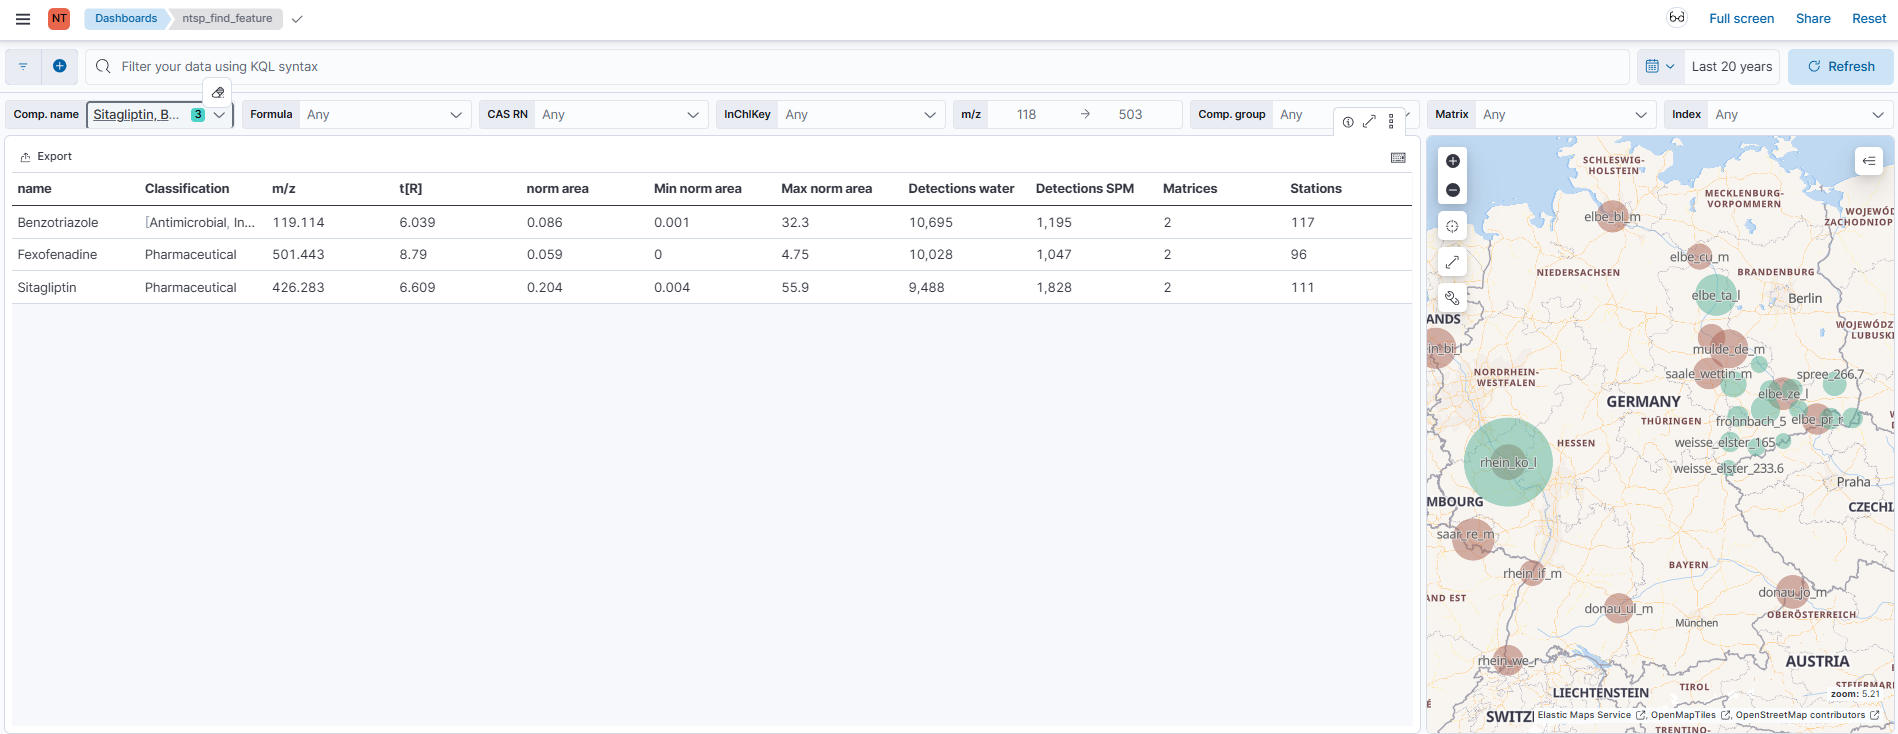 NT Dashboards ntsp_find_feature Full screen Share Reset
Filter your data using KQL syntax Last 20 years Refresh
Comp. name Sitagliptin, B... 3 Formula Any CAS RN Any InChIKey Any m/z 118 → 503 Comp. group Any Matrix Any Index Any
Export
name Classification m/z t[R] norm area Min norm area Max norm area Detections water Detections SPM Matrices Stations
Benzotriazole [Antimicrobial, In... 119.114 6.039 0.086 0.001 32.3 10,695 1,195 2 117
Fexofenadine Pharmaceutical 501.443 8.79 0.059 0 4.75 10,028 1,047 2 96
Sitagliptin Pharmaceutical 426.283 6.609 0.204 0.004 55.9 9,488 1,828 2 111
SCHLESWIG-
HOLSTEIN
MECKLENBURG-
VORPOMMERN
WOJEWÓD
ZACHODNIOP
elbe_bl_m
elbe_cu_m
NIEDERSACHSEN
BRANDENBURG
elbe_ta_l
Berlin
ANDS
WOJEWÓDZ
LUBUSKI
in_bi_l
mulde_de_m
NORDRHEIN-
WESTFALEN
saale_wettin_m
spree_266.7
elbe_ze_l
GERMANY
THÜRINGEN
frohnbach_5
elbe_pr_r
HESSEN
weisse_elster_165
rhein_ko_l
weisse_elster_233.6
Praha
MBOURG
CZECHI
saar_re_m
BAYERN
rhein_if_m
AND EST
donau_jo_m
donau_ul_m
OBERÖSTERREICH
München
rhein_we_r
AUSTRIA
TIROL
STEIERMAR
LIECHTENSTEIN
zoom: 5.21
SWITZ
Elastic Maps Service , OpenMapTiles , OpenStreetMap contributors
TRENTINO-